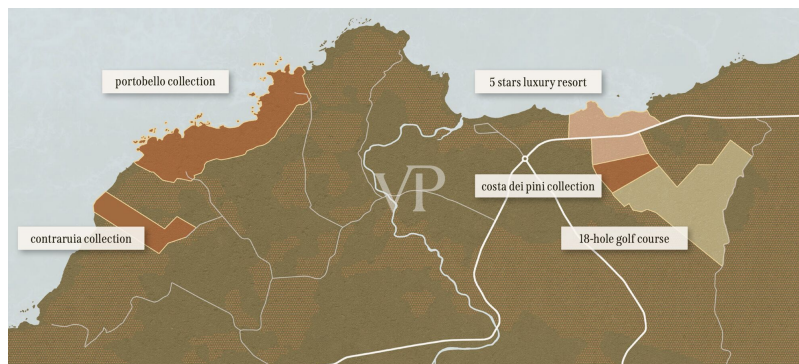 portobello collection
5 stars luxury resort
VP
costa dei pini collection
contraruia collection
18-hole golf course